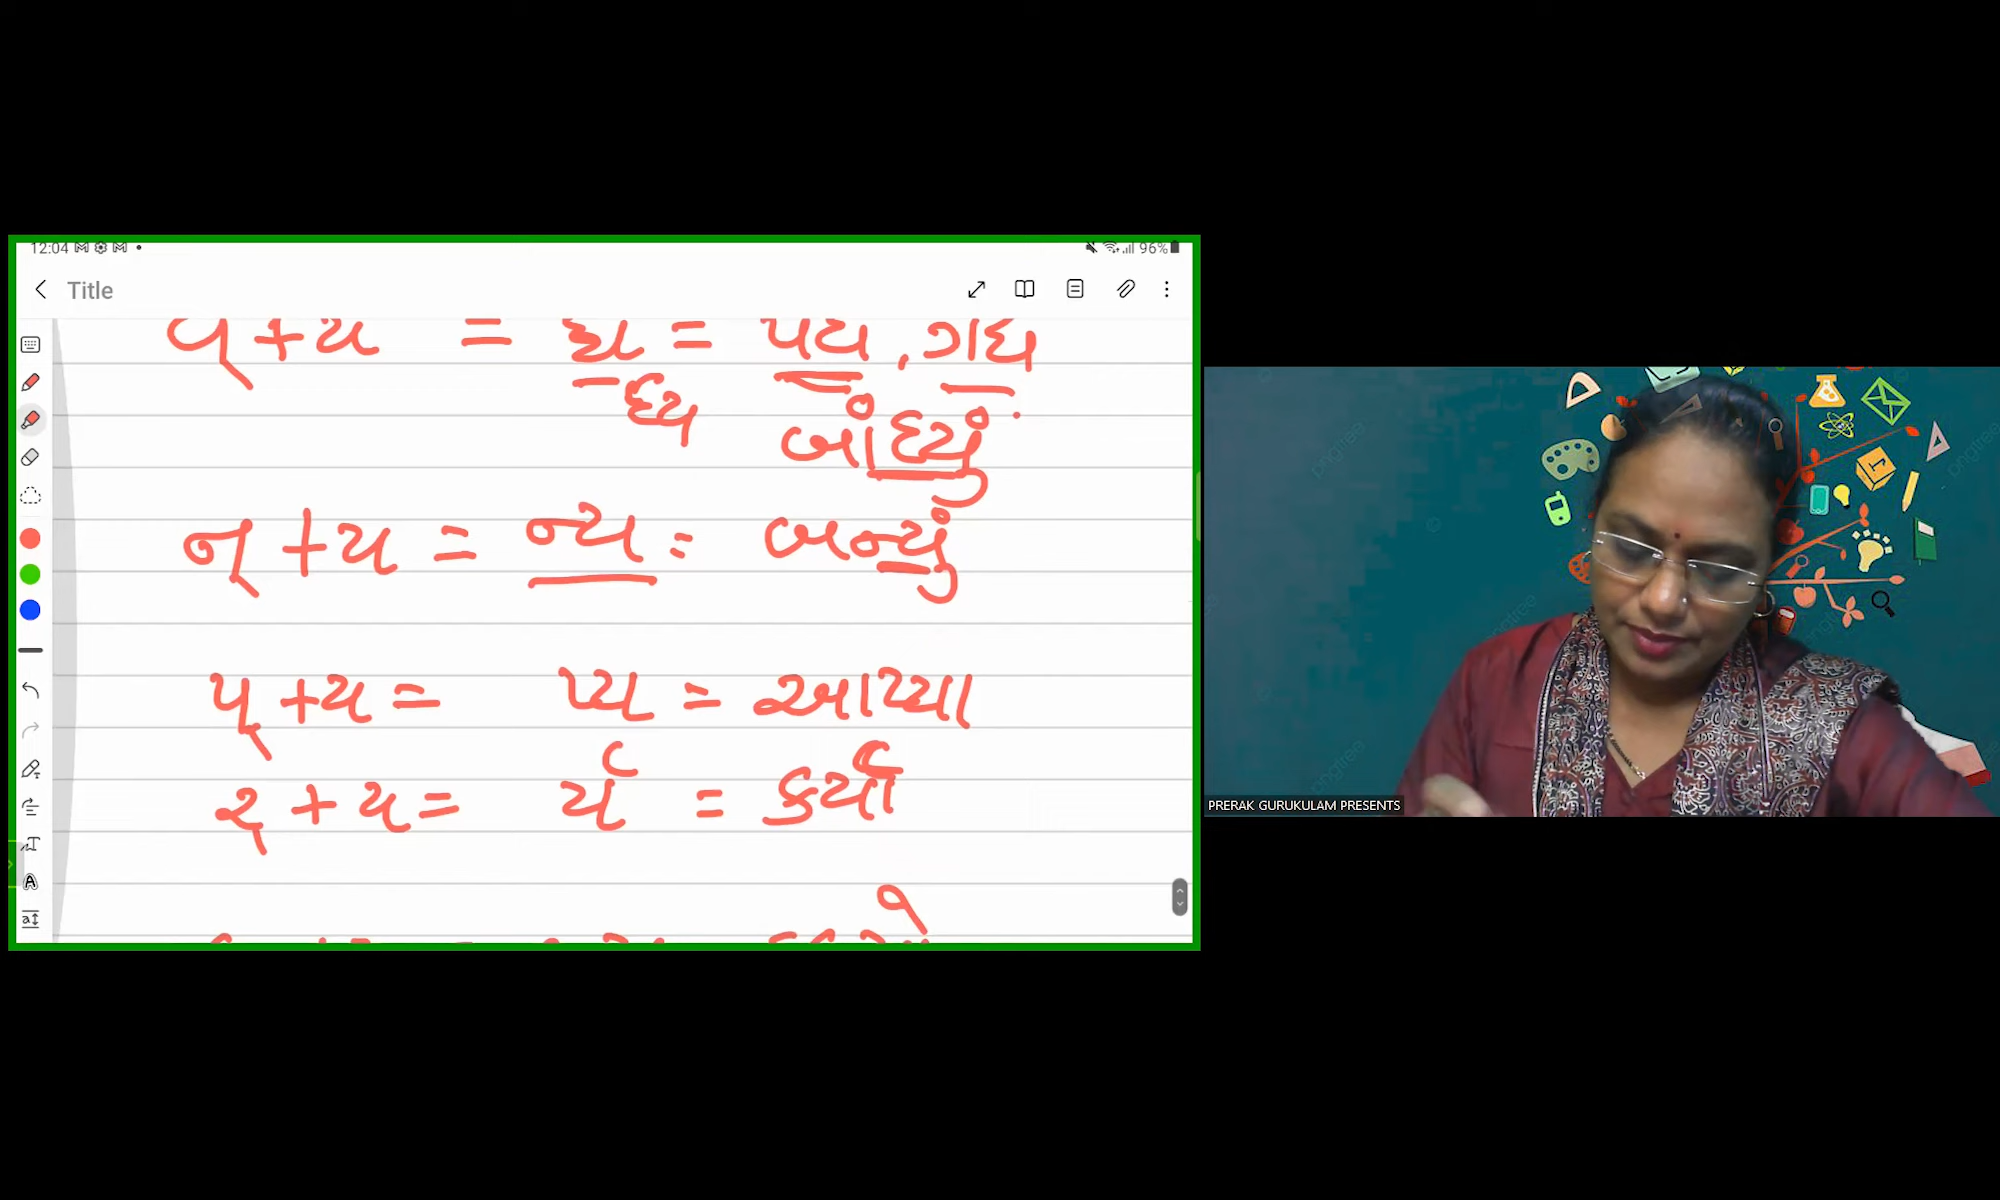 12:04
96%
Title
ધ્ + ય = દ્ય = પદ્ય , ગદ્ય
ધ્ય બાંધ્યું
ન્ + ય = ન્ય = બન્યું
પ્ + ય = પ્ય = આપ્યા
ર્ + ય = ર્ય = કર્યા
PRERAK GURUKULAM PRESENTS